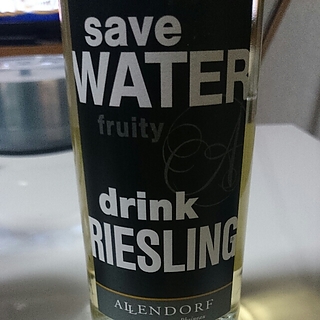 save
WATER
fruity
drink
RIESLING
ALLENDORF